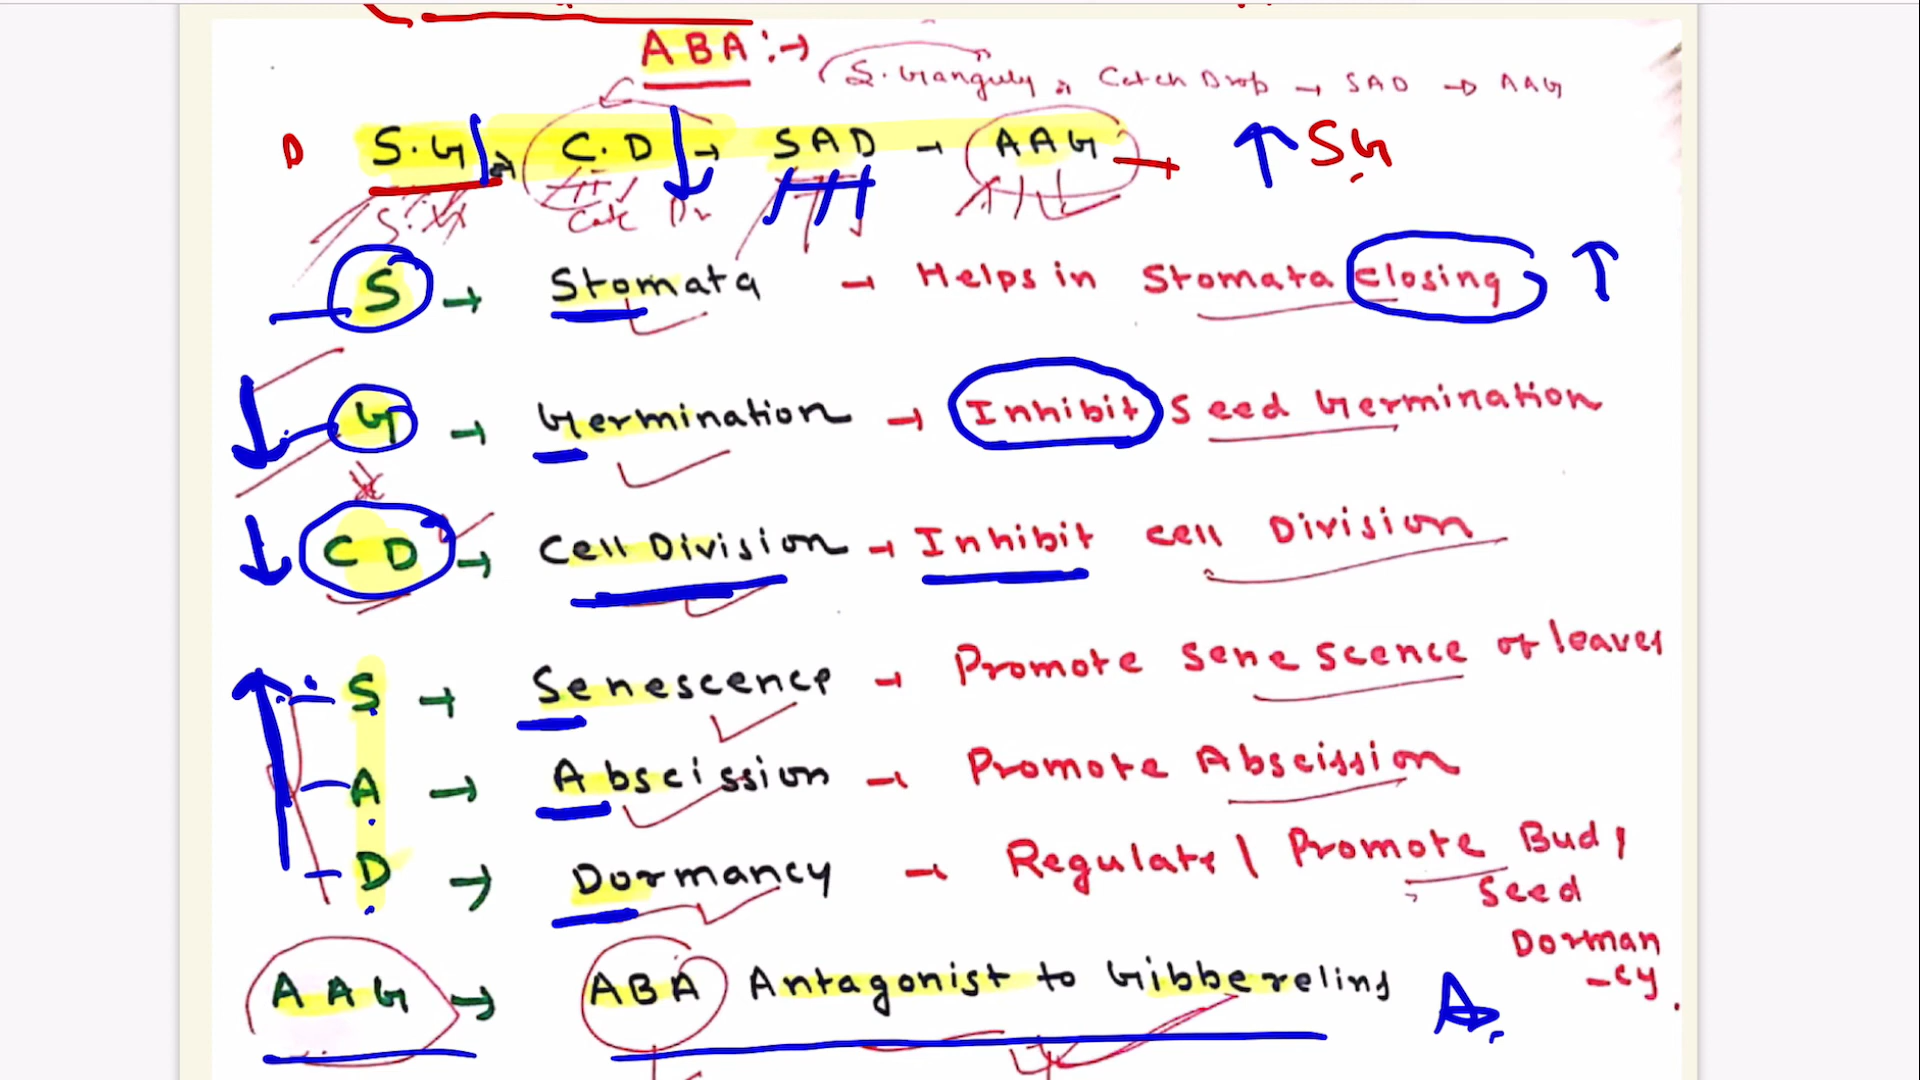 ABA :→
S. Ganguly → Catch Drop → SAD → AAG
D S.G → C.D → SAD → AAG → ↑ SG
S → Stomata → Helps in Stomata Closing ↑
G → Germination → Inhibit Seed Germination
CD → Cell Division → Inhibit cell Division
S → Senescence → Promote Senescence of leaves
A → Abscission → Promote Abscission
D → Dormancy → Regulate / Promote Bud /
Seed
Dorman
-cy.
AAG → ABA Antagonist to Gibberelins A